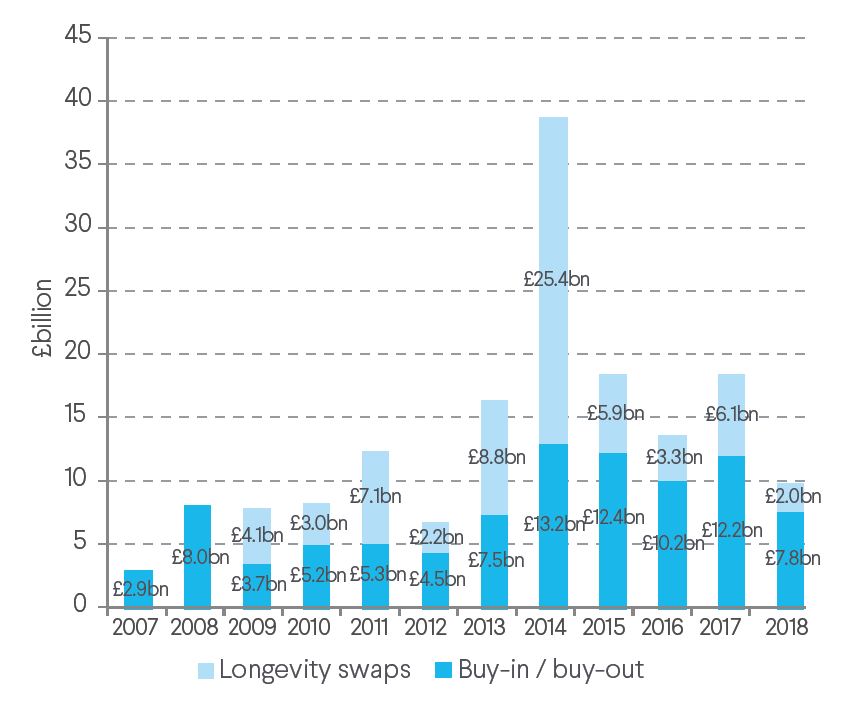 45
40
35
30
25
20
15
10
5
0
£billion
£25.4bn
£5.9bn
£6.1bn
£8.8bn
£3.3bn
£7.1bn
£2.0bn
£3.0bn
£4.1bn
£2.2bn
£13.2bn
£12.4bn
£12.2bn
£10.2bn
£8.0bn
£7.5bn
£7.8bn
£2.9bn
£3.7bn
£5.2bn
£5.3bn
£4.5bn
2007 2008 2009 2010 2011 2012 2013 2014 2015 2016 2017 2018
Longevity swaps Buy-in / buy-out